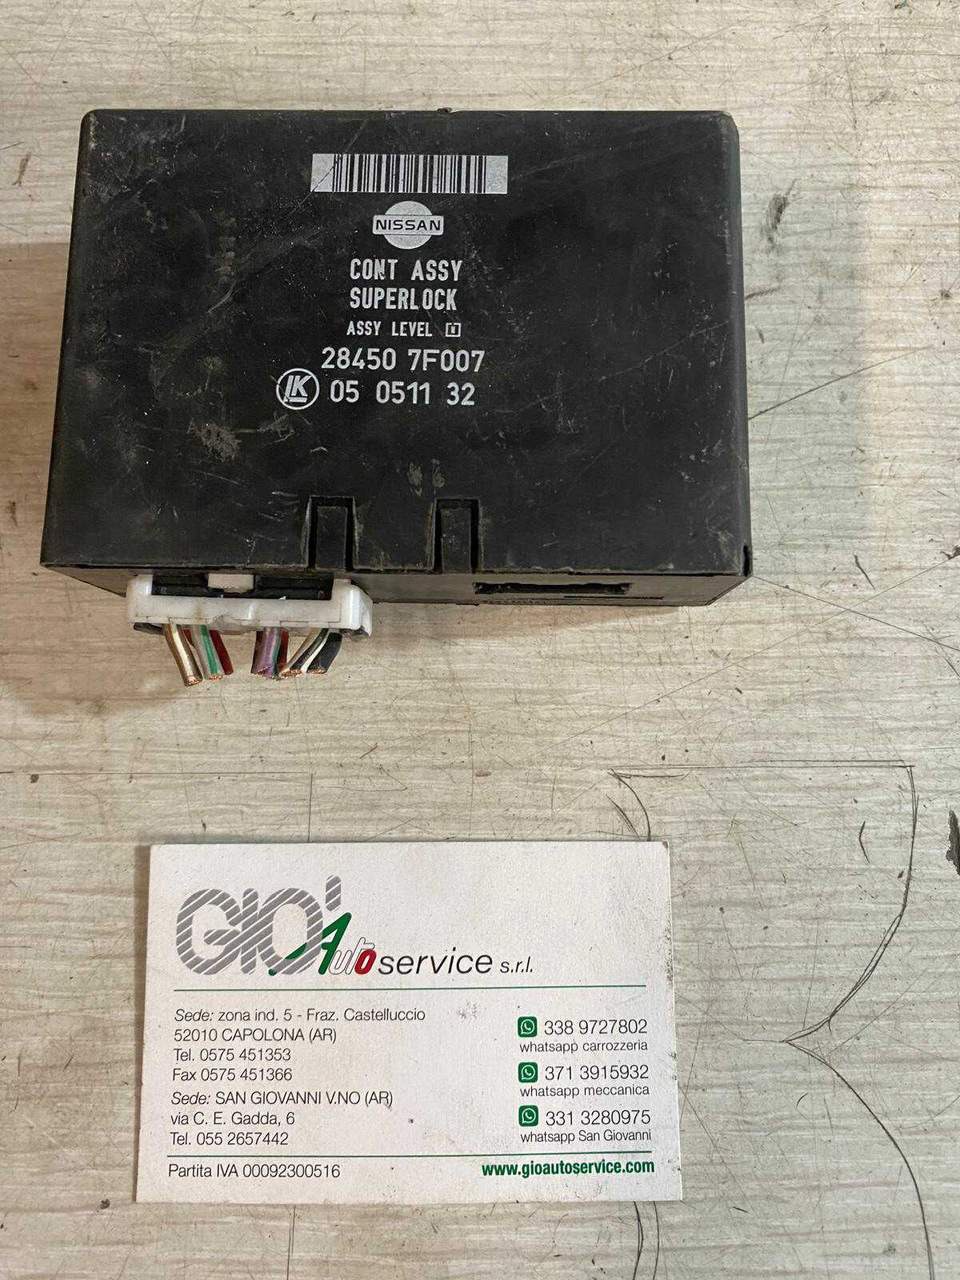 NISSAN
CONT ASSY
SUPERLOCK
ASSY LEVEL
28450 7F007
LK 05 0511 32
GIO' Autoservice s.r.l.
Sede: zona ind. 5 - Fraz. Castelluccio
52010 CAPOLONA (AR)
Tel. 0575 451353
Fax 0575 451366
Sede: SAN GIOVANNI V.NO (AR)
via C. E. Gadda, 6
Tel. 055 2657442
338 9727802
whatsapp carrozzeria
371 3915932
whatsapp meccanica
331 3280975
whatsapp San Giovanni
Partita IVA 00092300516
www.gioautoservice.com